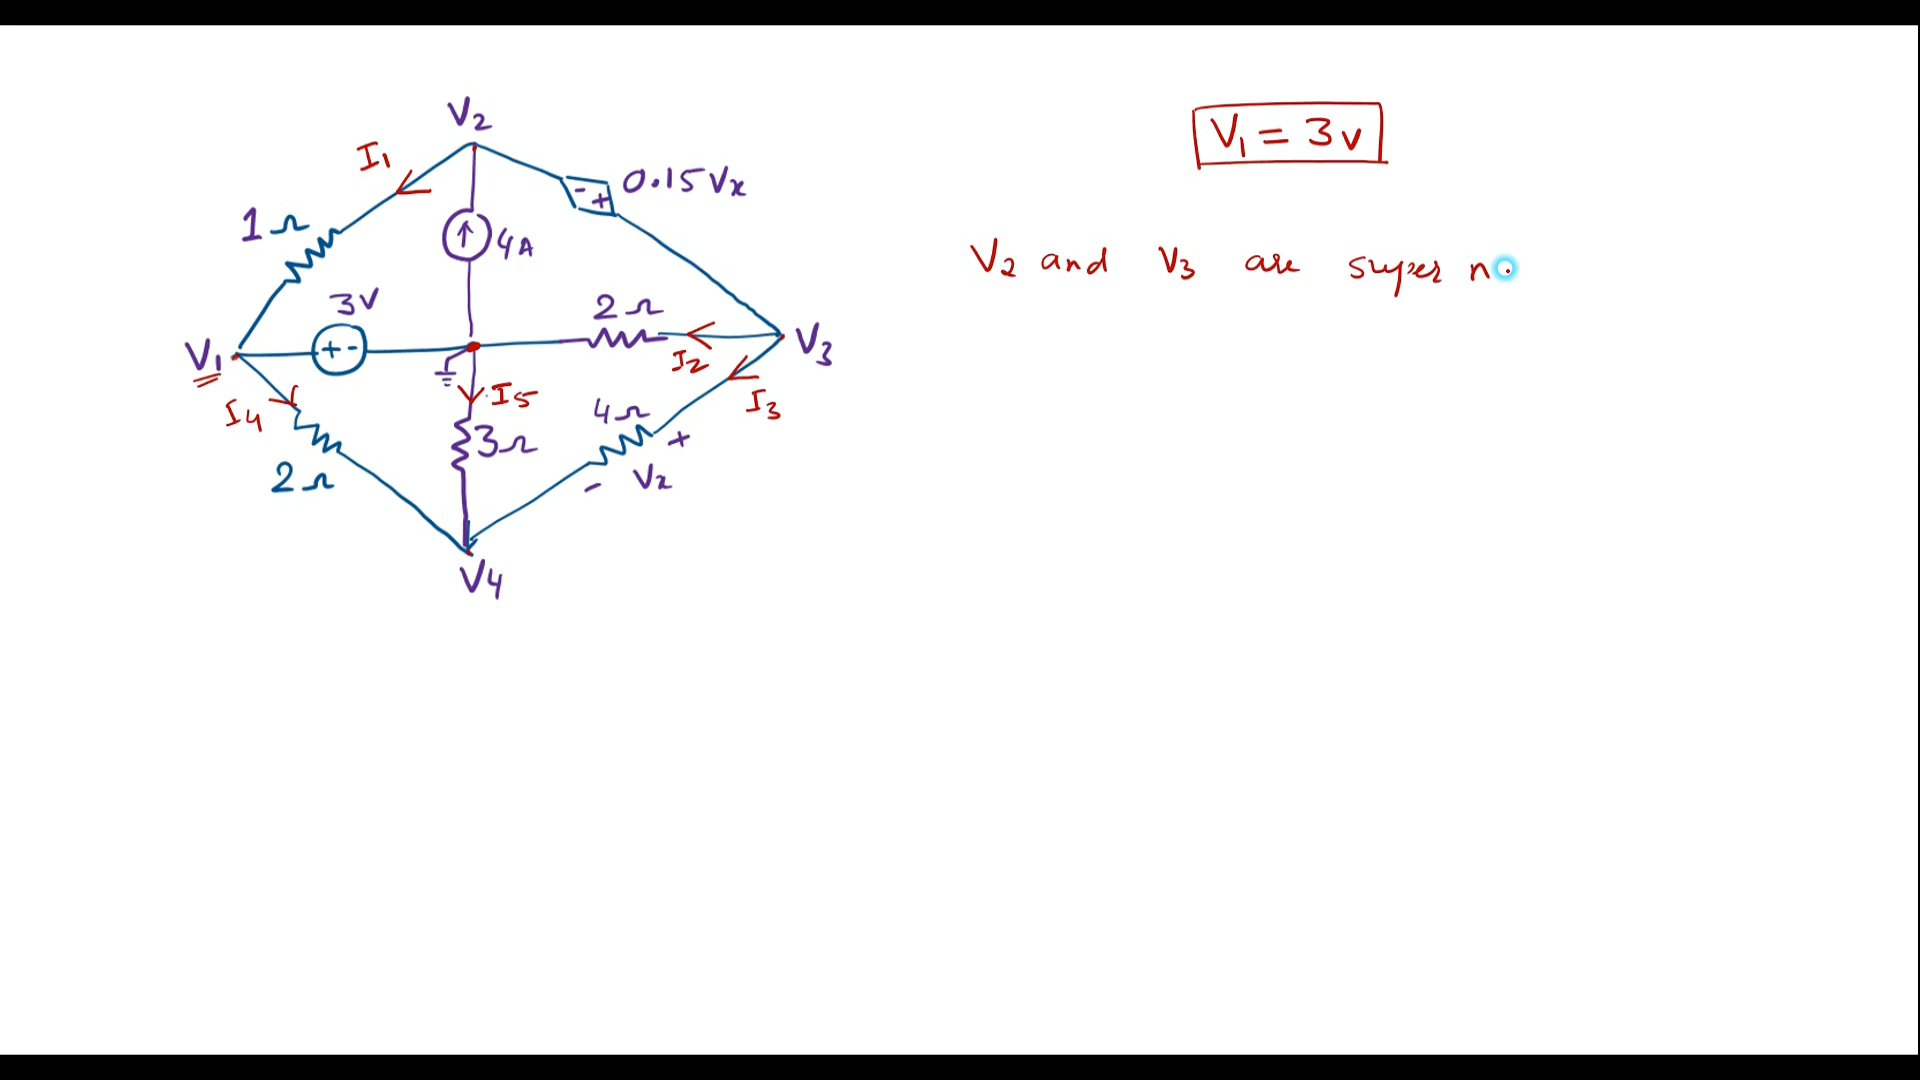 V2
I1
0.15Vx
1Ω
4A
3V
2Ω
V1
+ -
V3
I2
I5
I3
I4
4Ω
3Ω
+
2Ω
- Vx
V4
- +
V1 = 3v
V2 and V3 are super no